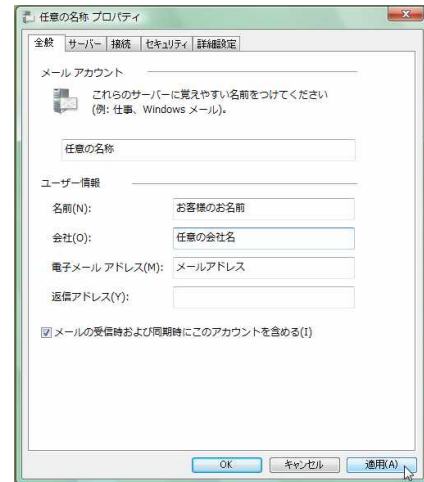 任意の名称 プロパティ
全般 サーバー 接続 セキュリティ 詳細設定
メール アカウント
これらのサーバーに覚えやすい名前をつけてください
(例: 仕事、Windows メール)。
任意の名称
ユーザー情報
名前(N): お客様のお名前
会社(O): 任意の会社名
電子メール アドレス(M): メールアドレス
返信アドレス(Y):
メールの受信時および同期時にこのアカウントを含める(I)
OK キャンセル 適用(A)